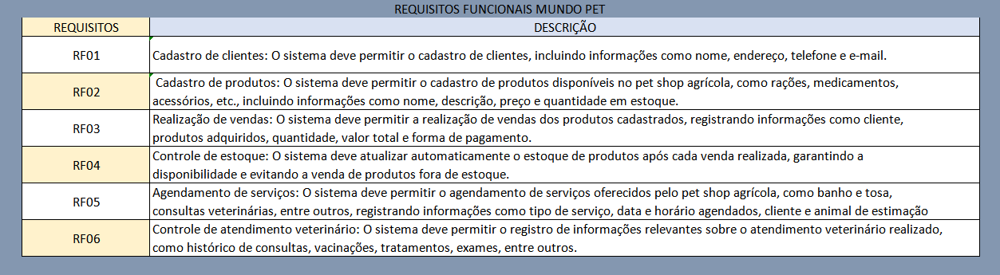 REQUISITOS FUNCIONAIS MUNDO PET
REQUISITOS
DESCRIÇÃO
RF01
Cadastro de clientes: O sistema deve permitir o cadastro de clientes, incluindo informações como nome, endereço, telefone e e-mail.
RF02
Cadastro de produtos: O sistema deve permitir o cadastro de produtos disponíveis no pet shop agrícola, como rações, medicamentos,
acessórios, etc., incluindo informações como nome, descrição, preço e quantidade em estoque.
RF03
Realização de vendas: O sistema deve permitir a realização de vendas dos produtos cadastrados, registrando informações como cliente,
produtos adquiridos, quantidade, valor total e forma de pagamento.
RF04
Controle de estoque: O sistema deve atualizar automaticamente o estoque de produtos após cada venda realizada, garantindo a
disponibilidade e evitando a venda de produtos fora de estoque.
RF05
Agendamento de serviços: O sistema deve permitir o agendamento de serviços oferecidos pelo pet shop agrícola, como banho e tosa,
consultas veterinárias, entre outros, registrando informações como tipo de serviço, data e horário agendados, cliente e animal de estimação
RF06
Controle de atendimento veterinário: O sistema deve permitir o registro de informações relevantes sobre o atendimento veterinário realizado,
como histórico de consultas, vacinações, tratamentos, exames, entre outros.